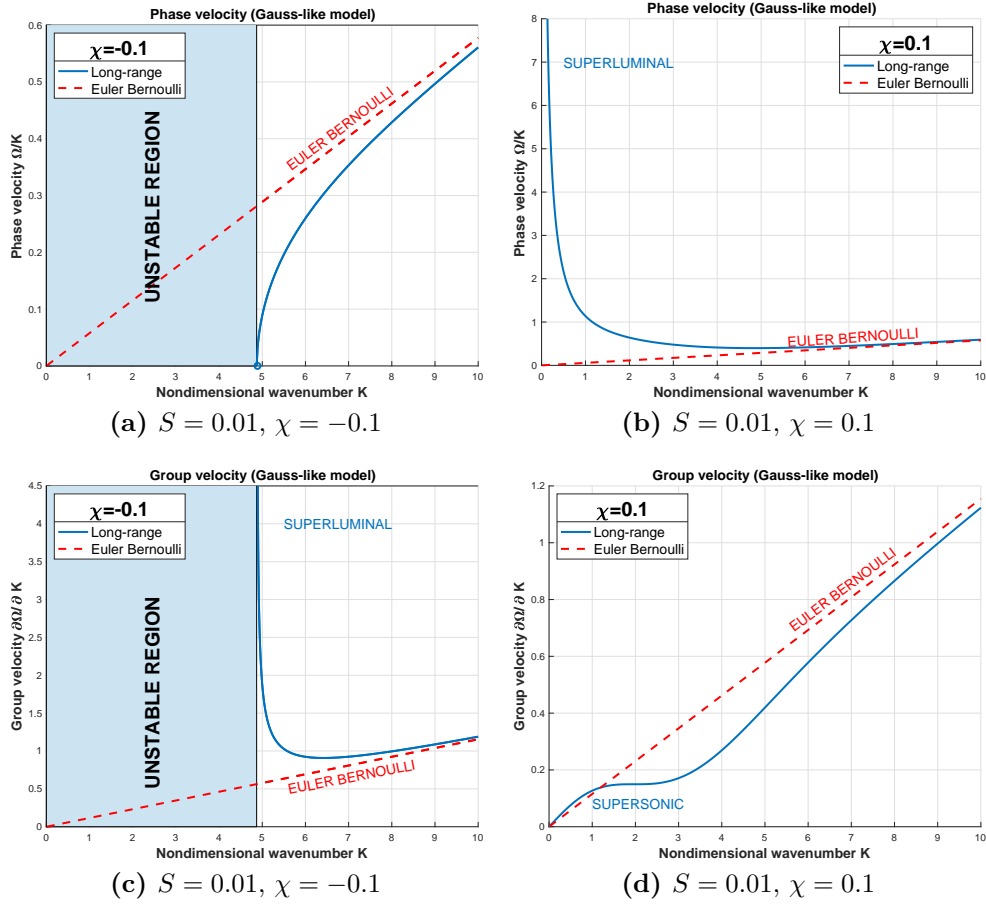 Phase velocity (Gauss-like model)
χ=-0.1
Long-range
Euler Bernoulli
UNSTABLE REGION
EULER BERNOULLI
Phase velocity Ω/K
0.6
0.5
0.4
0.3
0.2
0.1
0
0 1 2 3 4 5 6 7 8 9 10
Nondimensional wavenumber K
(a) S = 0.01, χ = −0.1
Phase velocity (Gauss-like model)
χ=0.1
Long-range
Euler Bernoulli
SUPERLUMINAL
EULER BERNOULLI
Phase velocity Ω/K
8
7
6
5
4
3
2
1
0
0 1 2 3 4 5 6 7 8 9 10
Nondimensional wavenumber K
(b) S = 0.01, χ = 0.1
Group velocity (Gauss-like model)
χ=-0.1
Long-range
Euler Bernoulli
SUPERLUMINAL
UNSTABLE REGION
EULER BERNOULLI
Group velocity ∂Ω/∂ K
4.5
4
3.5
3
2.5
2
1.5
1
0.5
0
0 1 2 3 4 5 6 7 8 9 10
Nondimensional wavenumber K
(c) S = 0.01, χ = −0.1
Group velocity (Gauss-like model)
χ=0.1
Long-range
Euler Bernoulli
EULER BERNOULLI
SUPERSONIC
Group velocity ∂Ω/∂ K
1.2
1
0.8
0.6
0.4
0.2
0
0 1 2 3 4 5 6 7 8 9 10
Nondimensional wavenumber K
(d) S = 0.01, χ = 0.1